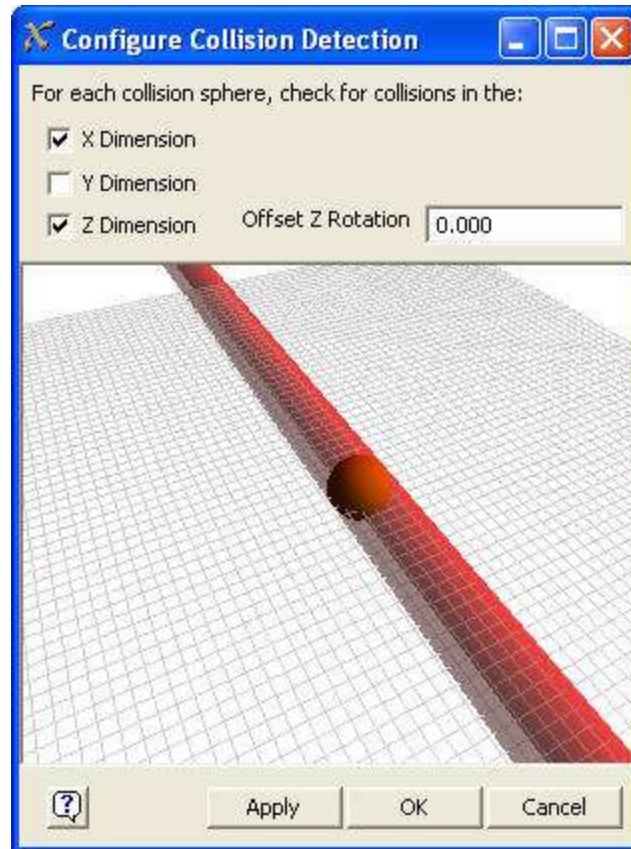 Configure Collision Detection
For each collision sphere, check for collisions in the:
X Dimension
Y Dimension
Z Dimension Offset Z Rotation 0.000
? Apply OK Cancel